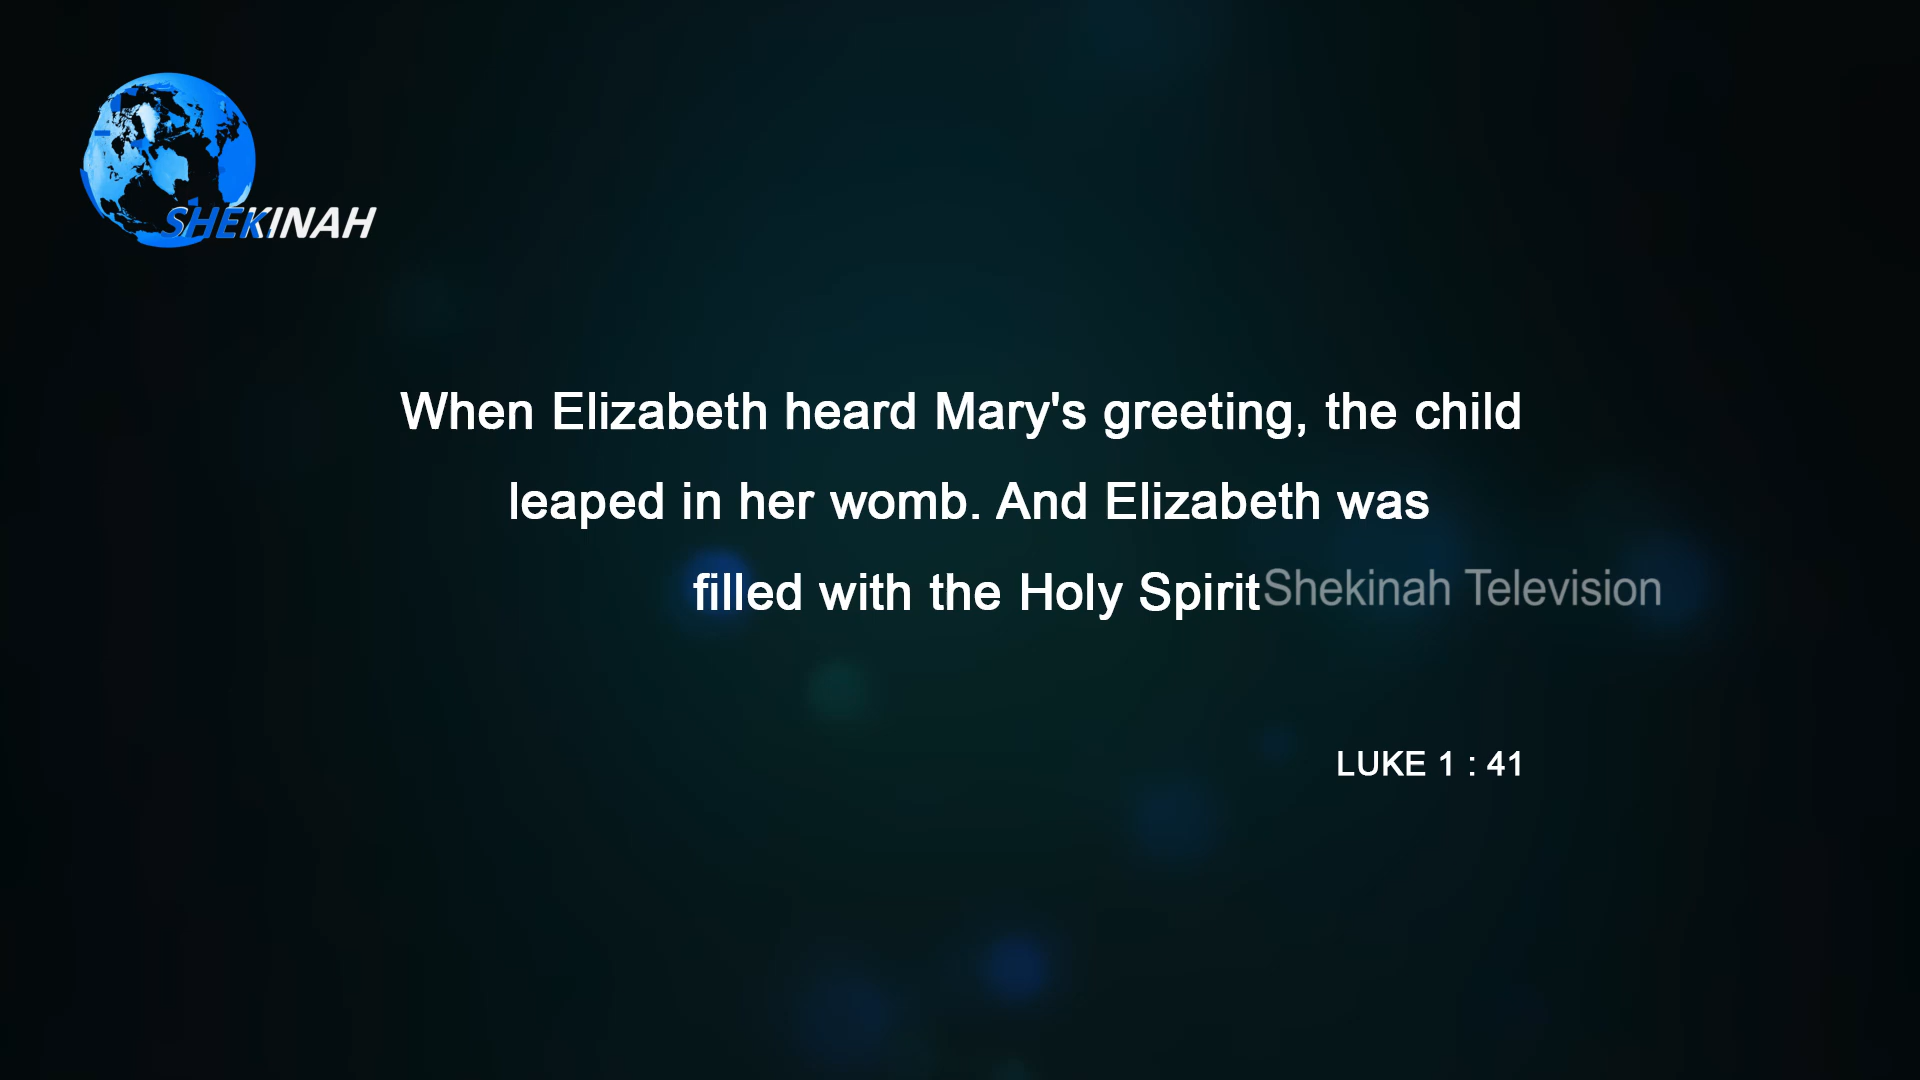 SHEKINAH
When Elizabeth heard Mary's greeting, the child
leaped in her womb. And Elizabeth was
filled with the Holy Spirit
Shekinah Television
LUKE 1 : 41